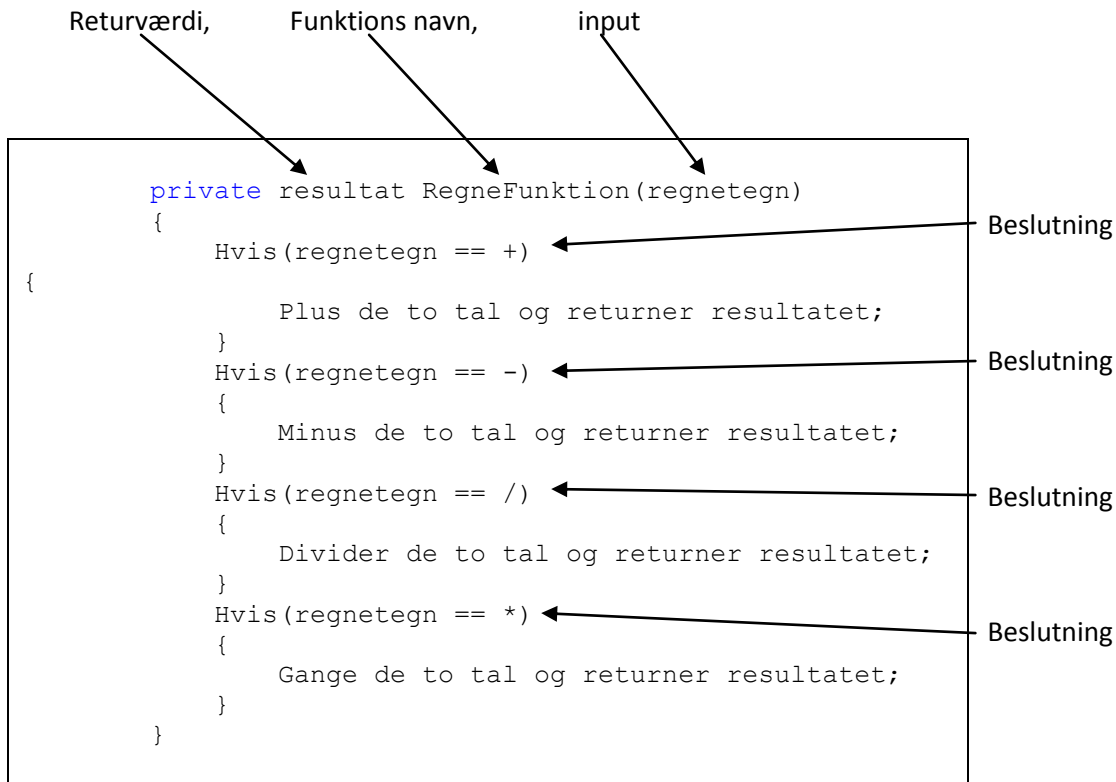 Returværdi, Funktions navn, input
private resultat RegneFunktion(regnetegn)
{
Hvis(regnetegn == +) Beslutning
{
Plus de to tal og returner resultatet;
}
Hvis(regnetegn == -) Beslutning
{
Minus de to tal og returner resultatet;
}
Hvis(regnetegn == /) Beslutning
{
Divider de to tal og returner resultatet;
}
Hvis(regnetegn == *) Beslutning
{
Gange de to tal og returner resultatet;
}
}